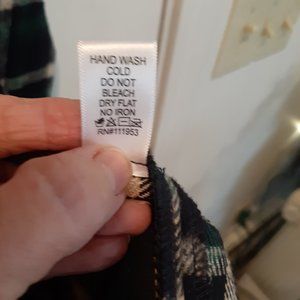 HAND WASH
COLD
DO NOT
BLEACH
DRY FLAT
NO IRON
RN#111953